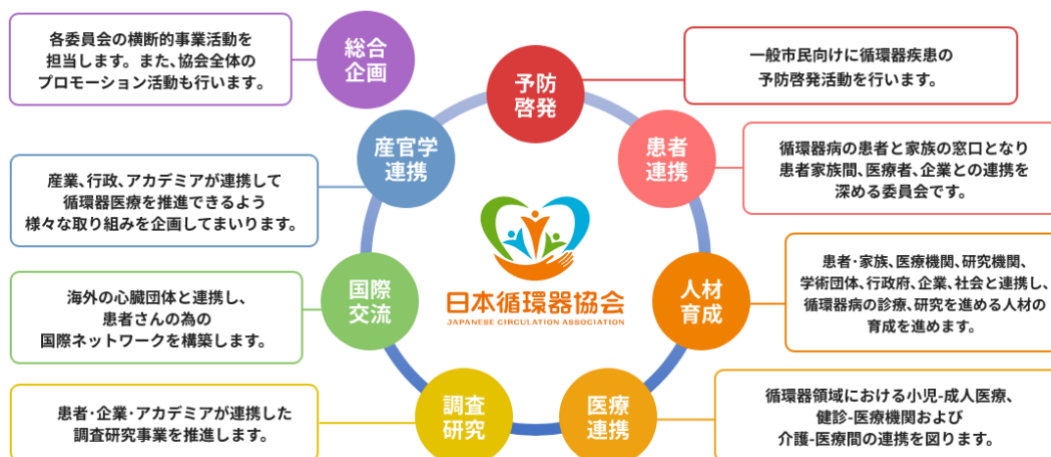 各委員会の横断的事業活動を
担当します。また、協会全体の
プロモーション活動も行います。
総合
企画
予防
啓発
一般市民向けに循環器疾患の
予防啓発活動を行います。
産業、行政、アカデミアが連携して
循環器医療を推進できるよう
様々な取り組みを企画してまいります。
産官学
連携
患者
連携
循環器病の患者と家族の窓口となり
患者家族間、医療者、企業との連携を
深める委員会です。
海外の心臓団体と連携し、
患者さんの為の
国際ネットワークを構築します。
国際
交流
日本循環器協会
JAPANESE CIRCULATION ASSOCIATION
人材
育成
患者・家族、医療機関、研究機関、
学術団体、行政府、企業、社会と連携し、
循環器病の診療、研究を進める人材の
育成を進めます。
患者・企業・アカデミアが連携した
調査研究事業を推進します。
調査
研究
医療
連携
循環器領域における小児-成人医療、
健診-医療機関および
介護-医療間の連携を図ります。